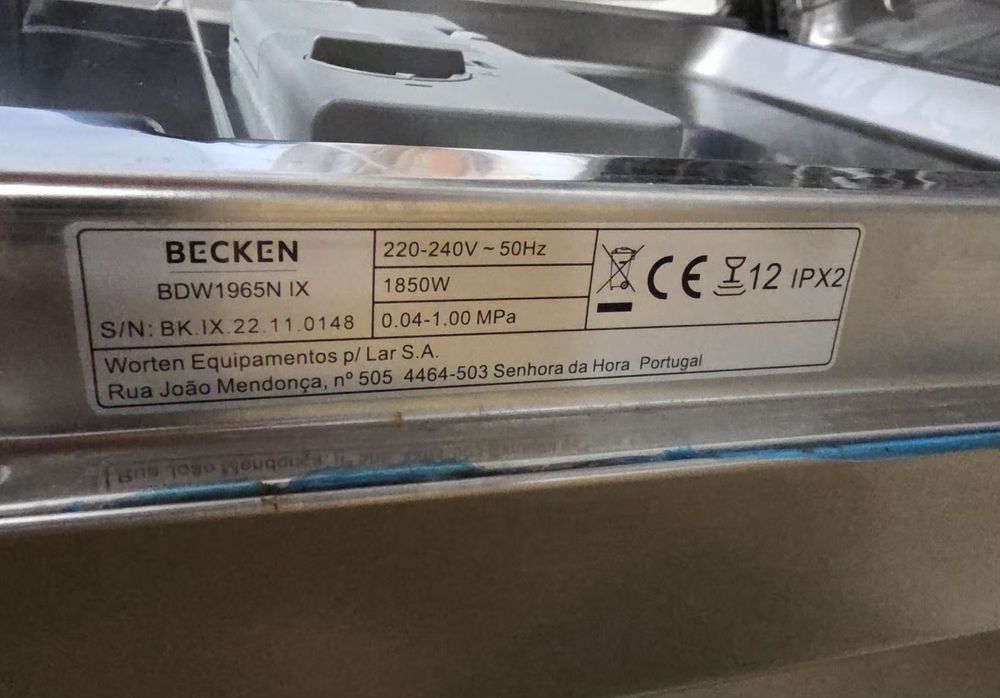 BECKEN
BDW1965N IX
S/N: BK.IX.22.11.0148
220-240V ~ 50Hz
1850W
0.04-1.00 MPa
CE
12 IPX2
Worten Equipamentos p/ Lar S.A.
Rua João Mendonça, nº 505 4464-503 Senhora da Hora Portugal